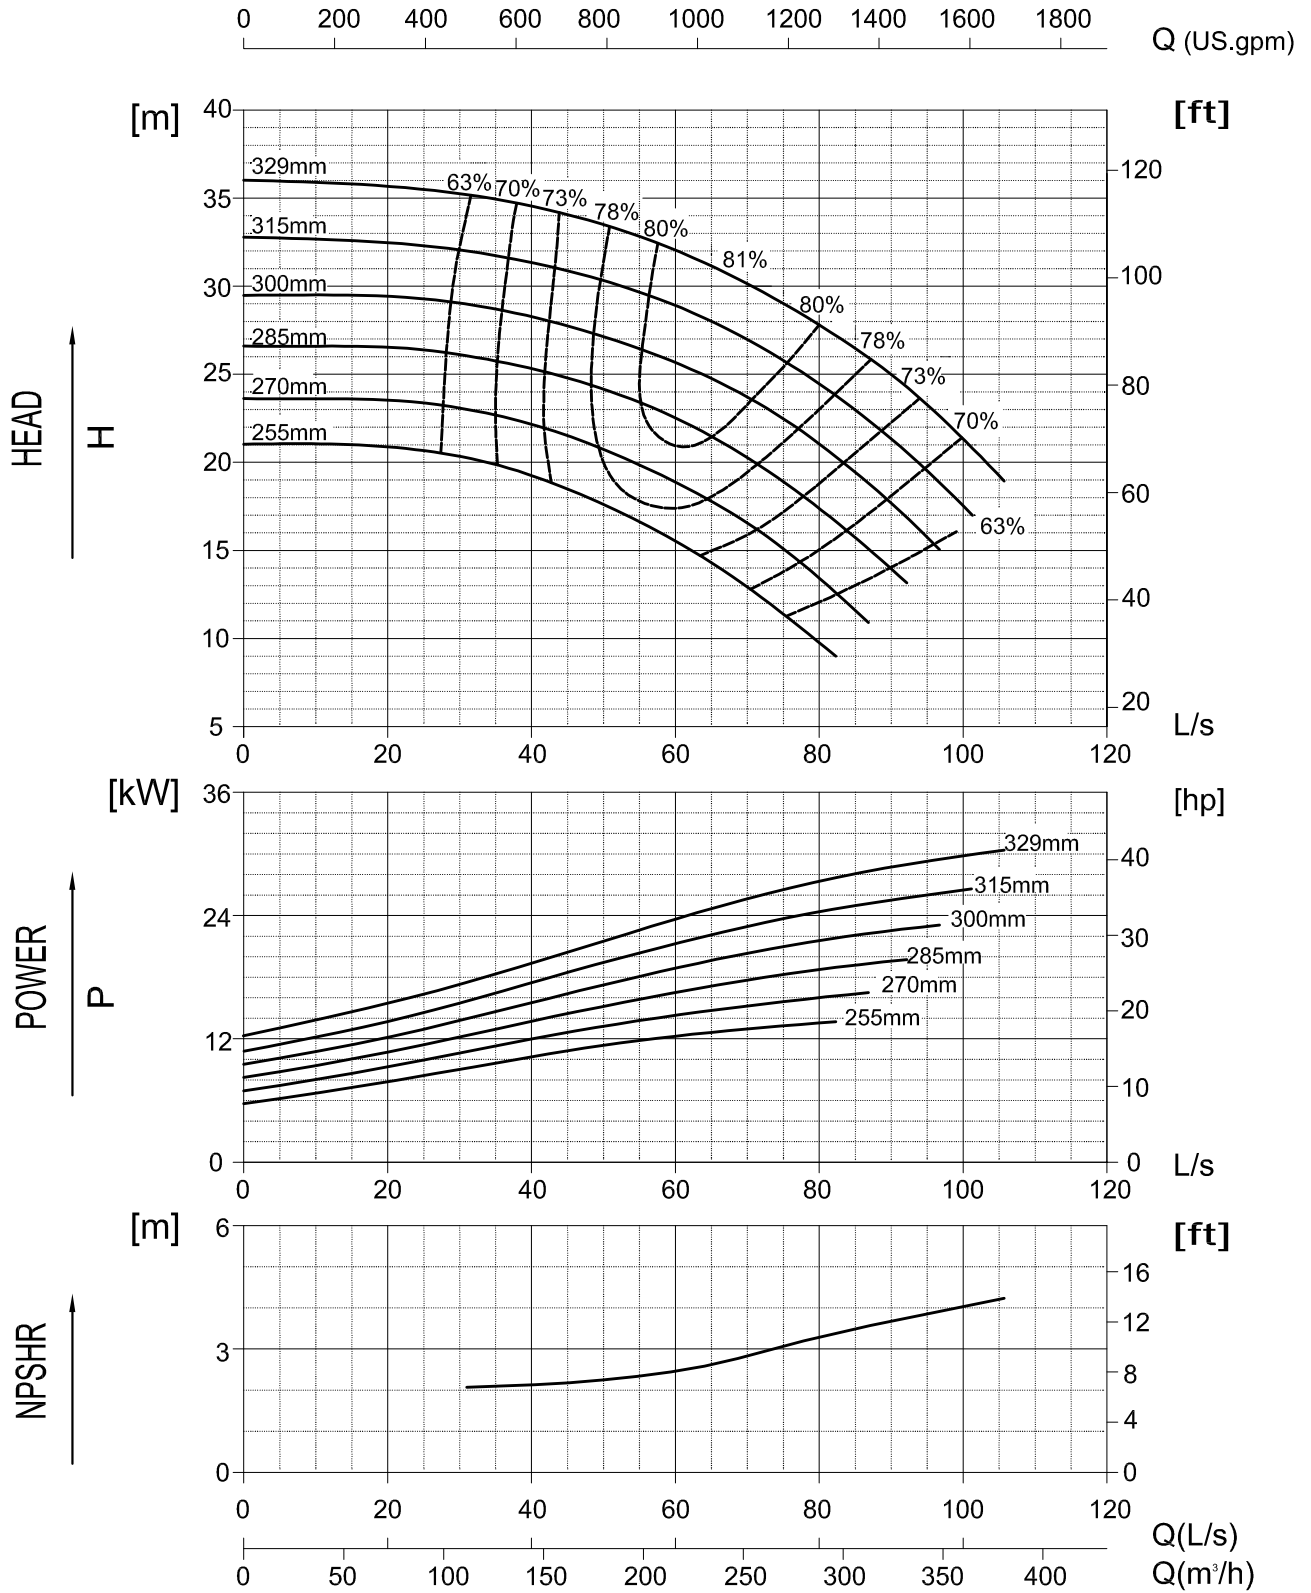 0 200 400 600 800 1000 1200 1400 1600 1800
Q (US.gpm)
[m] 40 [ft]
329mm 63% 70% 73% 78% 80% 81% 80% 78% 73% 70% 63%
315mm
300mm
285mm
270mm
255mm
35
30
25
20
15
10
5
120
100
80
60
40
20
HEAD
H
L/s
0 20 40 60 80 100 120
[kW] 36 [hp]
24
12
0
329mm
315mm
300mm
285mm
270mm
255mm
40
30
20
10
0
POWER
P
L/s
0 20 40 60 80 100 120
[m] 6 [ft]
3
0
16
12
8
4
0
NPSHR
0 20 40 60 80 100 120
Q(L/s)
0 50 100 150 200 250 300 350 400
Q(m³/h)